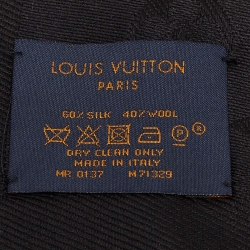 LOUIS VUITTON
PARIS
60% SILK 40% WOOL
DRY CLEAN ONLY
MADE IN ITALY
MR 0137 M71329